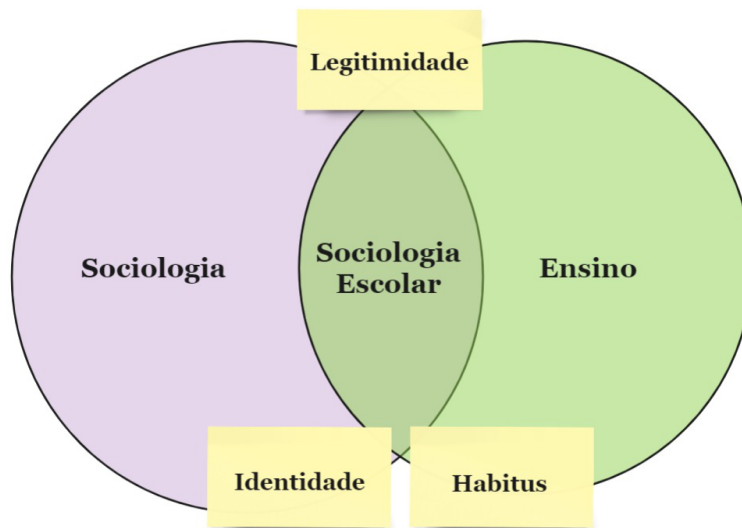 Legitimidade
Sociologia
Sociologia
Escolar
Ensino
Identidade
Habitus